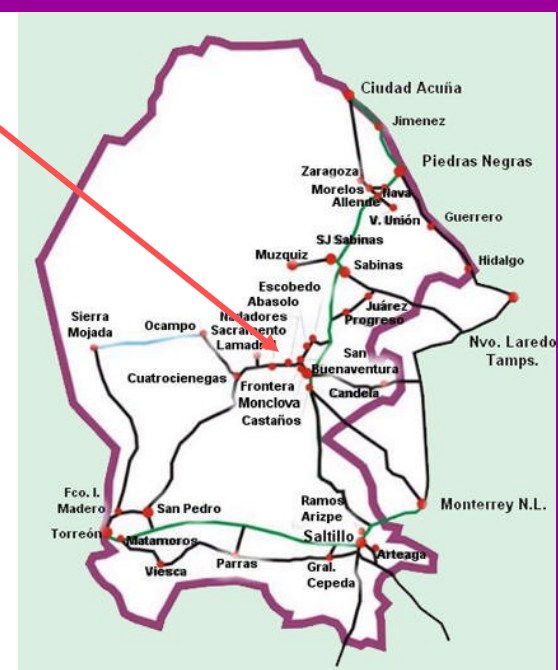 Ciudad Acuña
Jimenez
Zaragoza
Piedras Negras
Morelos
Nava
Allende
V. Unión
Guerrero
SJ Sabinas
Muzquiz
Sabinas
Hidalgo
Escobedo
Abasolo
Nadadores
Juárez
Progreso
Sierra
Mojada
Ocampo
Sacramento
Lamadrid
Nvo. Laredo
Tamps.
San
Buenaventura
Cuatrocienegas
Frontera
Monclova
Castaños
Candela
Fco. I.
Madero
San Pedro
Ramos
Arizpe
Monterrey N.L.
Torreón
Matamoros
Saltillo
Arteaga
Viesca
Parras
Gral.
Cepeda